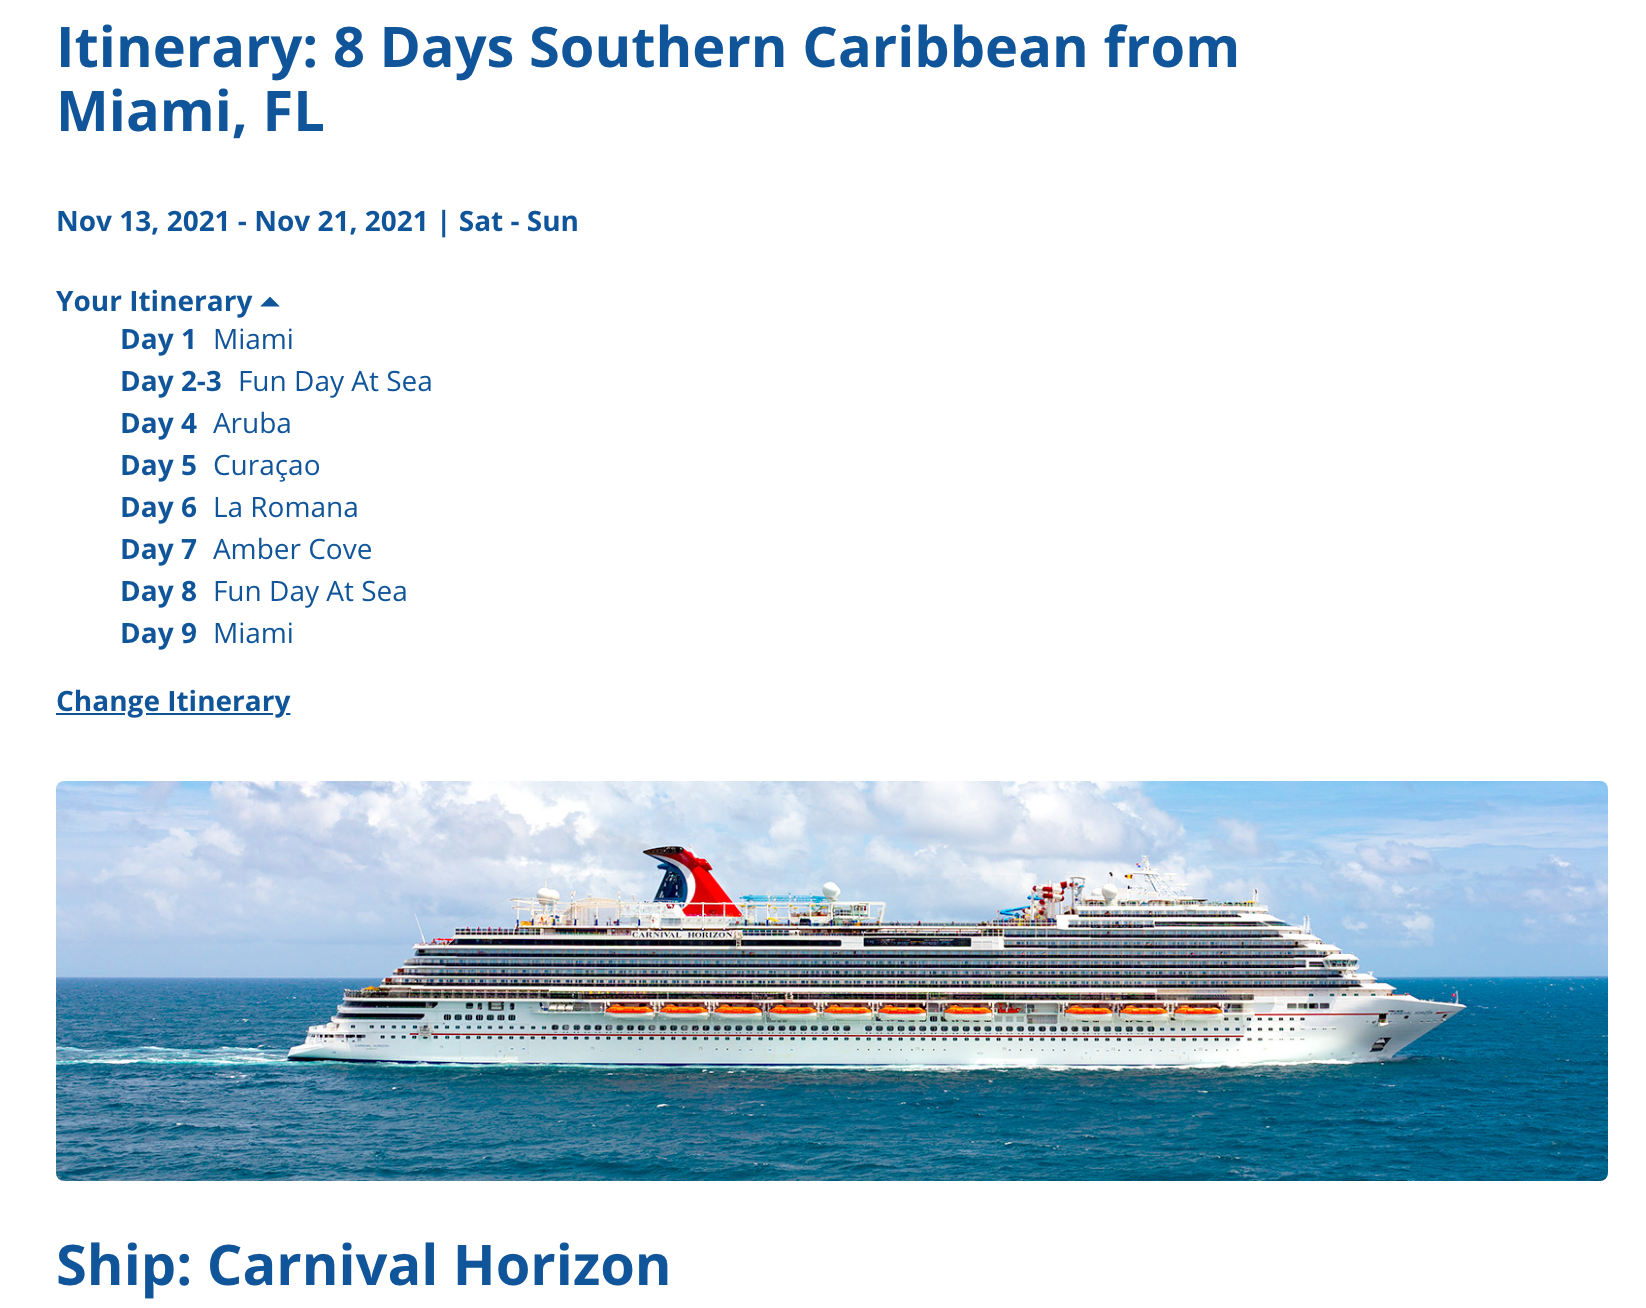 Itinerary: 8 Days Southern Caribbean from
Miami, FL
Nov 13, 2021 - Nov 21, 2021 | Sat - Sun
Your Itinerary
Day 1 Miami
Day 2-3 Fun Day At Sea
Day 4 Aruba
Day 5 Curaçao
Day 6 La Romana
Day 7 Amber Cove
Day 8 Fun Day At Sea
Day 9 Miami
Change Itinerary
CARNIVAL HORIZON
Ship: Carnival Horizon